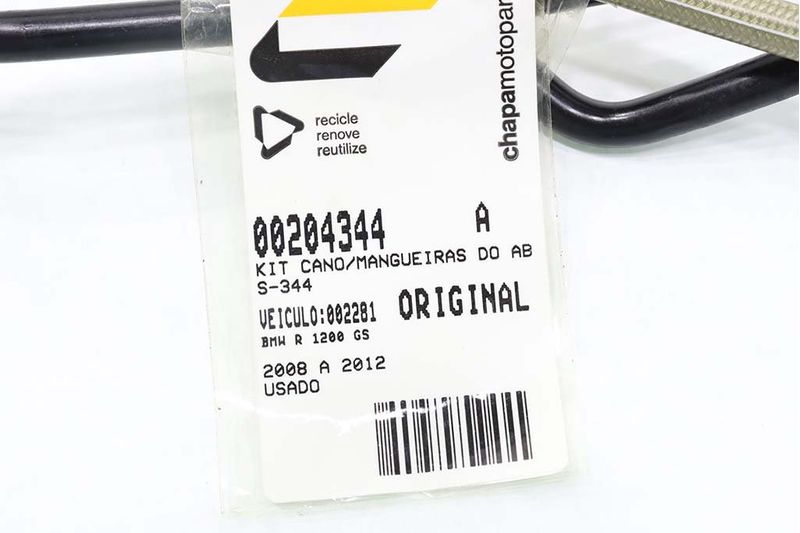 chapamotopar
recicle
renove
reutilize
00204344 A
KIT CANO/MANGUEIRAS DO AB
S-344
VEICULO:002281 ORIGINAL
BMW R 1200 GS
2008 A 2012
USADO